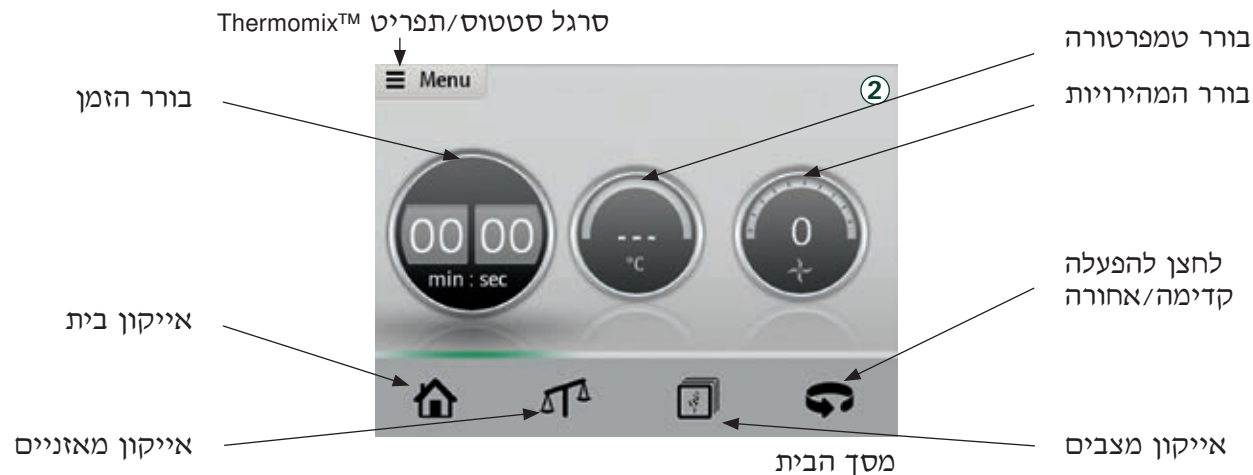 סרגל סטטוס/תפריט Thermomix™
בורר טמפרטורה
בורר המהירויות
בורר הזמן
≡ Menu
2
00 00
min : sec
---
°C
0
לחצן להפעלה
קדימה/אחורה
אייקון בית
אייקון מאזניים
אייקון מצבים
מסך הבית